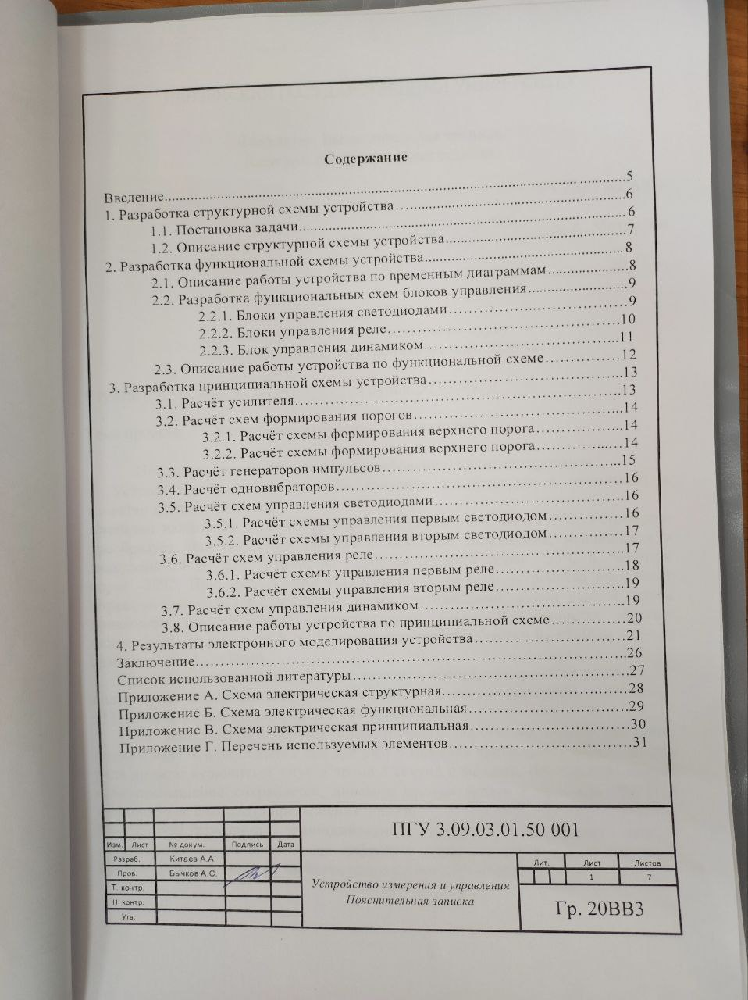 Содержание
Введение...5
1. Разработка структурной схемы устройства...6
1.1. Постановка задачи...6
1.2. Описание структурной схемы устройства...7
2. Разработка функциональной схемы устройства...8
2.1. Описание работы устройства по временным диаграммам...8
2.2. Разработка функциональных схем блоков управления...9
2.2.1. Блоки управления светодиодами...9
2.2.2. Блоки управления реле...10
2.2.3. Блок управления динамиком...11
2.3. Описание работы устройства по функциональной схеме...12
3. Разработка принципиальной схемы устройства...13
3.1. Расчёт усилителя...13
3.2. Расчёт схем формирования порогов...14
3.2.1. Расчёт схемы формирования верхнего порога...14
3.2.2. Расчёт схемы формирования верхнего порога...14
3.3. Расчёт генераторов импульсов...15
3.4. Расчёт одновибраторов...16
3.5. Расчёт схем управления светодиодами...16
3.5.1. Расчёт схемы управления первым светодиодом...16
3.5.2. Расчёт схемы управления вторым светодиодом...17
3.6. Расчёт схем управления реле...17
3.6.1. Расчёт схемы управления первым реле...18
3.6.2. Расчёт схемы управления вторым реле...19
3.7. Расчёт схем управления динамиком...19
3.8. Описание работы устройства по принципиальной схеме...20
4. Результаты электронного моделирования устройства...21
Заключение...26
Список использованной литературы...27
Приложение А. Схема электрическая структурная...28
Приложение Б. Схема электрическая функциональная...29
Приложение В. Схема электрическая принципиальная...30
Приложение Г. Перечень используемых элементов...31
ПГУ 3.09.03.01.50 001
Изм. Лист № докум. Подпись Дата
Разраб. Китаев А.А.
Пров. Бычков А.С.
Т. контр.
Н. контр.
Утв.
Устройство измерения и управления
Пояснительная записка
Лит. Лист Листов
1 7
Гр. 20ВВ3